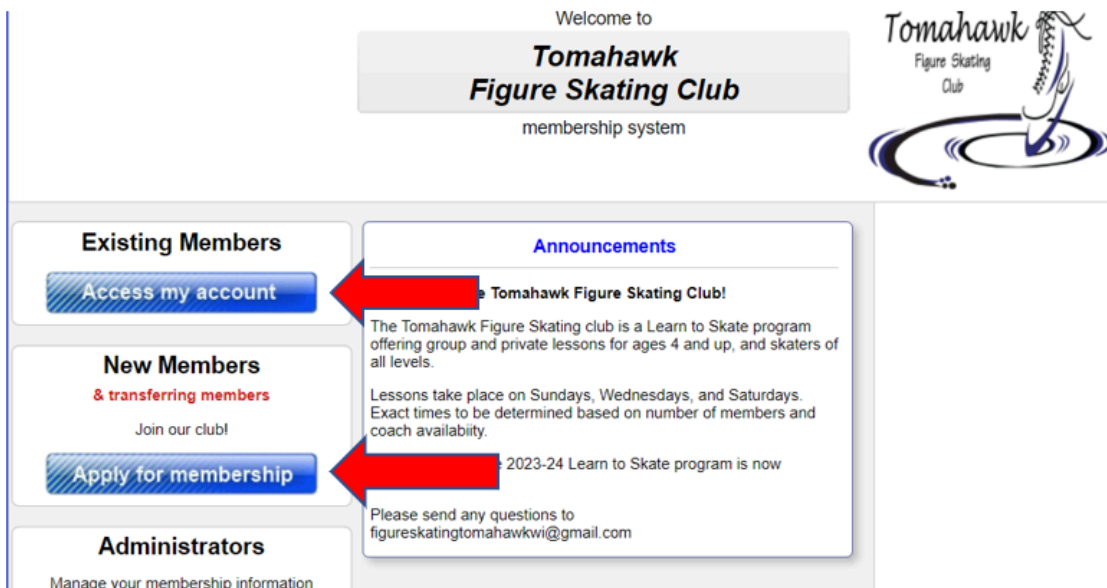 Welcome to
Tomahawk
Figure Skating Club
membership system
Tomahawk
Figure Skating
Club
Existing Members
Access my account
New Members
& transferring members
Join our club!
Apply for membership
Administrators
Manage your membership information
Announcements
Tomahawk Figure Skating Club!
The Tomahawk Figure Skating club is a Learn to Skate program
offering group and private lessons for ages 4 and up, and skaters of
all levels.
Lessons take place on Sundays, Wednesdays, and Saturdays.
Exact times to be determined based on number of members and
coach availabiity.
2023-24 Learn to Skate program is now
Please send any questions to
figureskatingtomahawkwi@gmail.com